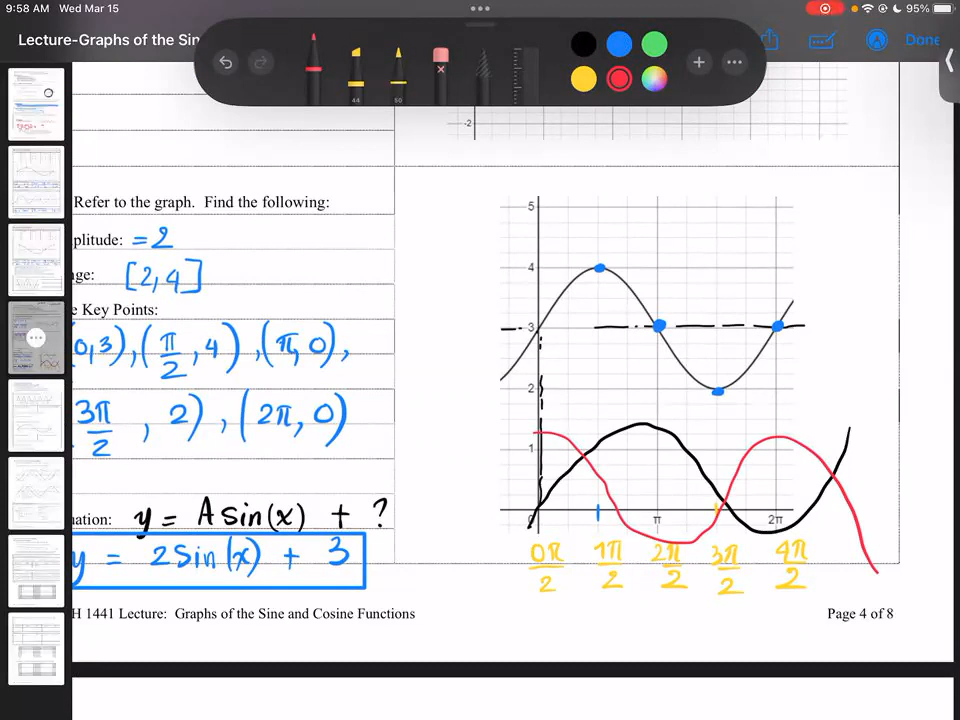 9:58 AM Wed Mar 15
95%
Lecture-Graphs of the Sin
Done
44
50
-2
Refer to the graph. Find the following:
plitude: = 2
nge: [2, 4]
e Key Points:
0, 3), (π/2, 4), (π, 0),
3π/2, 2), (2π, 0)
nation: y = A sin(x) + ?
y = 2 sin(x) + 3
5
4
3
2
1
0
π
2π
0π/2 1π/2 2π/2 3π/2 4π/2
H 1441 Lecture: Graphs of the Sine and Cosine Functions
Page 4 of 8